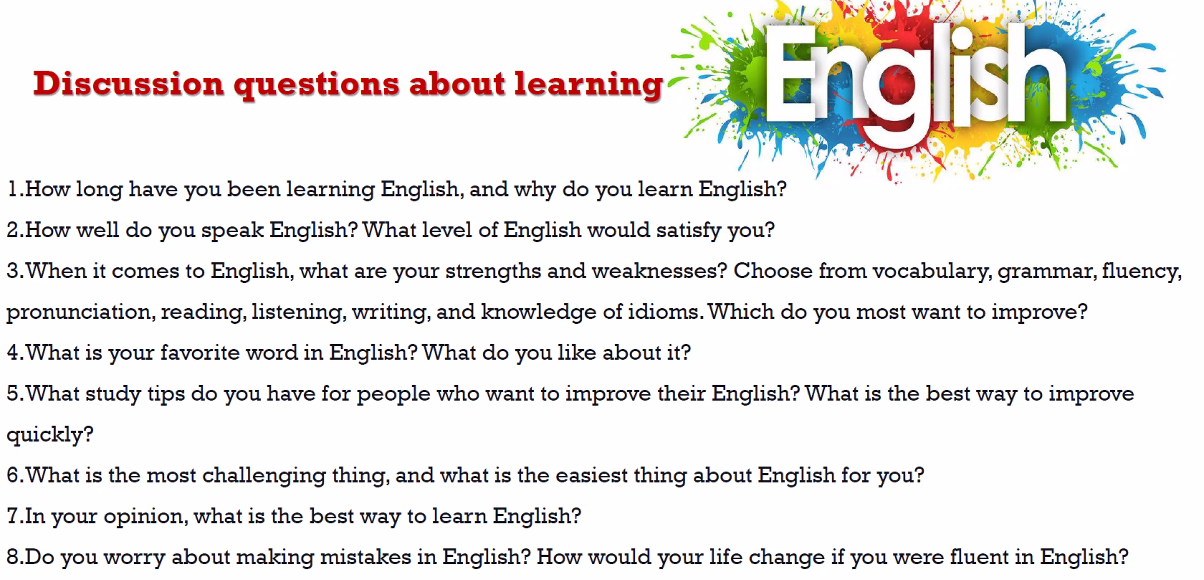 Discussion questions about learning English
1.How long have you been learning English, and why do you learn English?
2.How well do you speak English? What level of English would satisfy you?
3.When it comes to English, what are your strengths and weaknesses? Choose from vocabulary, grammar, fluency,
pronunciation, reading, listening, writing, and knowledge of idioms. Which do you most want to improve?
4.What is your favorite word in English? What do you like about it?
5.What study tips do you have for people who want to improve their English? What is the best way to improve
quickly?
6.What is the most challenging thing, and what is the easiest thing about English for you?
7.In your opinion, what is the best way to learn English?
8.Do you worry about making mistakes in English? How would your life change if you were fluent in English?